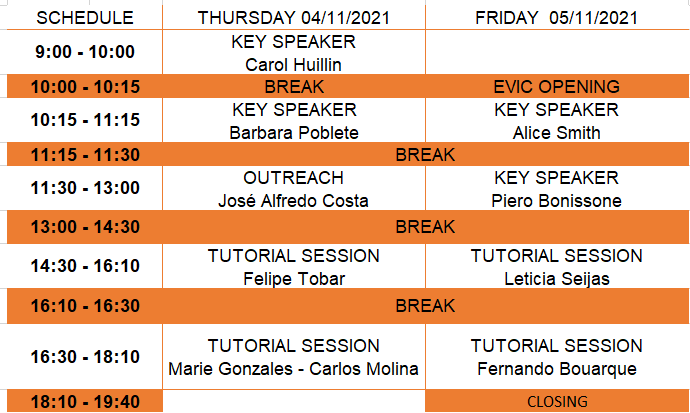 SCHEDULE THURSDAY 04/11/2021 FRIDAY 05/11/2021
9:00 - 10:00 KEY SPEAKER
Carol Huillin
10:00 - 10:15 BREAK EVIC OPENING
10:15 - 11:15 KEY SPEAKER KEY SPEAKER
Barbara Poblete Alice Smith
11:15 - 11:30 BREAK
11:30 - 13:00 OUTREACH KEY SPEAKER
José Alfredo Costa Piero Bonissone
13:00 - 14:30 BREAK
14:30 - 16:10 TUTORIAL SESSION TUTORIAL SESSION
Felipe Tobar Leticia Seijas
16:10 - 16:30 BREAK
16:30 - 18:10 TUTORIAL SESSION TUTORIAL SESSION
Marie Gonzales - Carlos Molina Fernando Bouarque
18:10 - 19:40 CLOSING